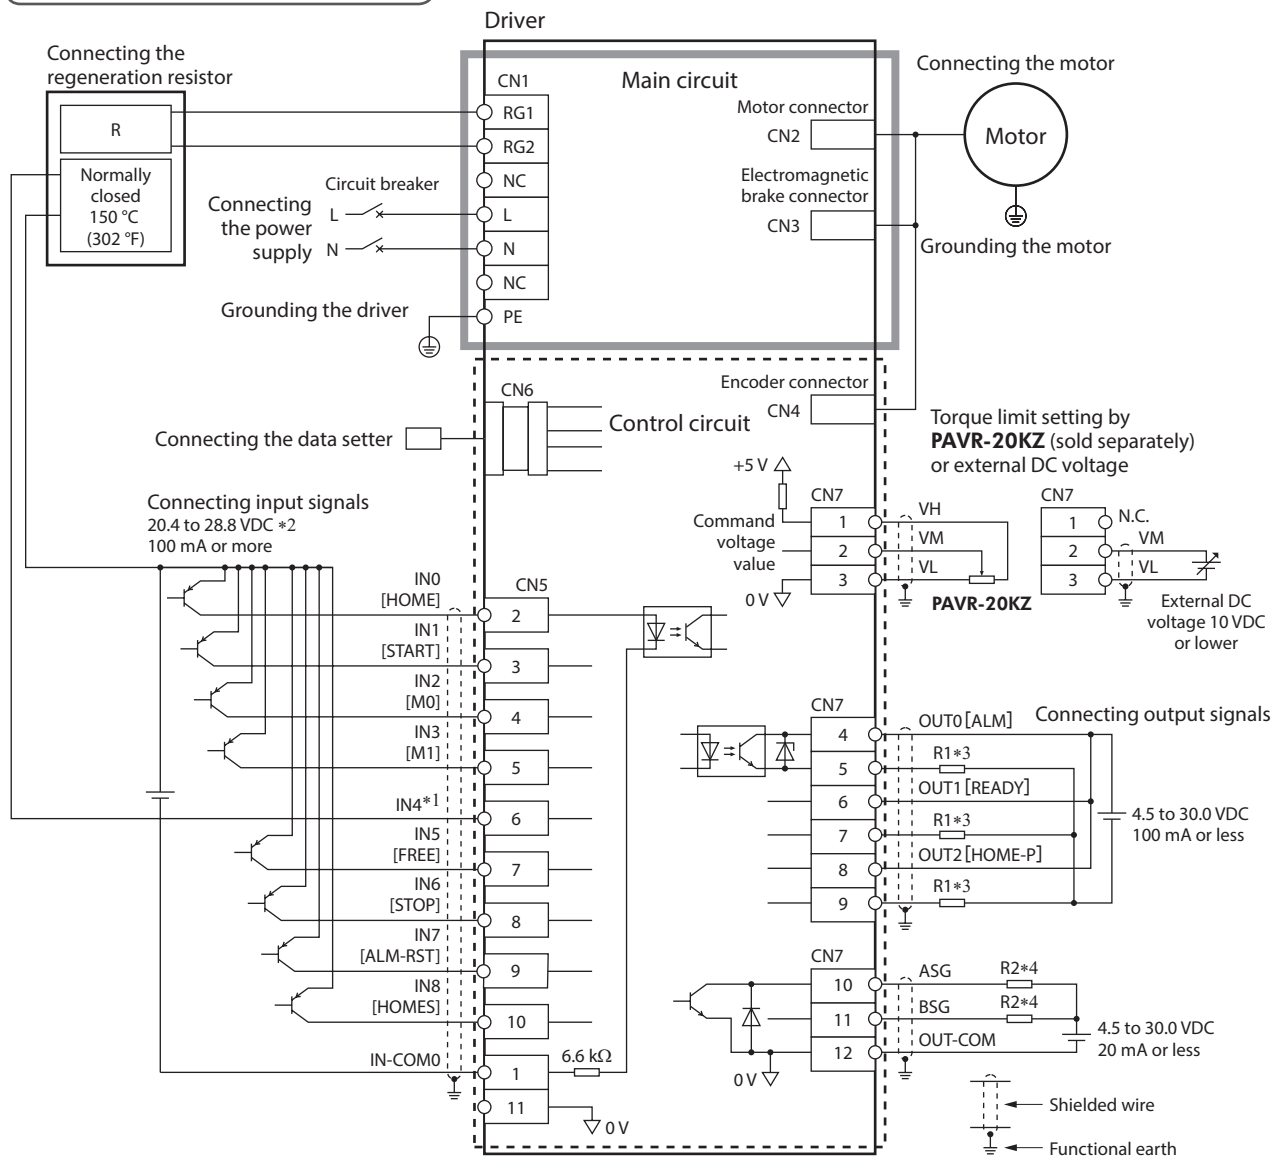 Driver
Connecting the
regeneration resistor
R
Normally
closed
150 °C
(302 °F)
Circuit breaker
Connecting
the power
supply
L
N
Grounding the driver
CN1
RG1
RG2
NC
L
N
NC
PE
Main circuit
Motor connector
CN2
Electromagnetic
brake connector
CN3
Connecting the motor
Motor
Grounding the motor
Encoder connector
CN4
CN6
Control circuit
Connecting the data setter
Torque limit setting by
PAVR-20KZ (sold separately)
or external DC voltage
+5 V
Command
voltage
value
0 V
CN7
1
2
3
VH
VM
VL
PAVR-20KZ
CN7
1
2
3
N.C.
VM
VL
External DC
voltage 10 VDC
or lower
Connecting input signals
20.4 to 28.8 VDC *2
100 mA or more
CN5
IN0
[HOME]
2
IN1
[START]
3
IN2
[M0]
4
IN3
[M1]
5
IN4*1
6
IN5
[FREE]
7
IN6
[STOP]
8
IN7
[ALM-RST]
9
IN8
[HOMES]
10
IN-COM0
1
6.6 kΩ
11
0 V
CN7
4
5
6
7
8
9
OUT0 [ALM]
R1*3
OUT1 [READY]
R1*3
OUT2 [HOME-P]
R1*3
Connecting output signals
4.5 to 30.0 VDC
100 mA or less
CN7
10
11
12
0 V
ASG
R2*4
BSG
R2*4
OUT-COM
4.5 to 30.0 VDC
20 mA or less
Shielded wire
Functional earth